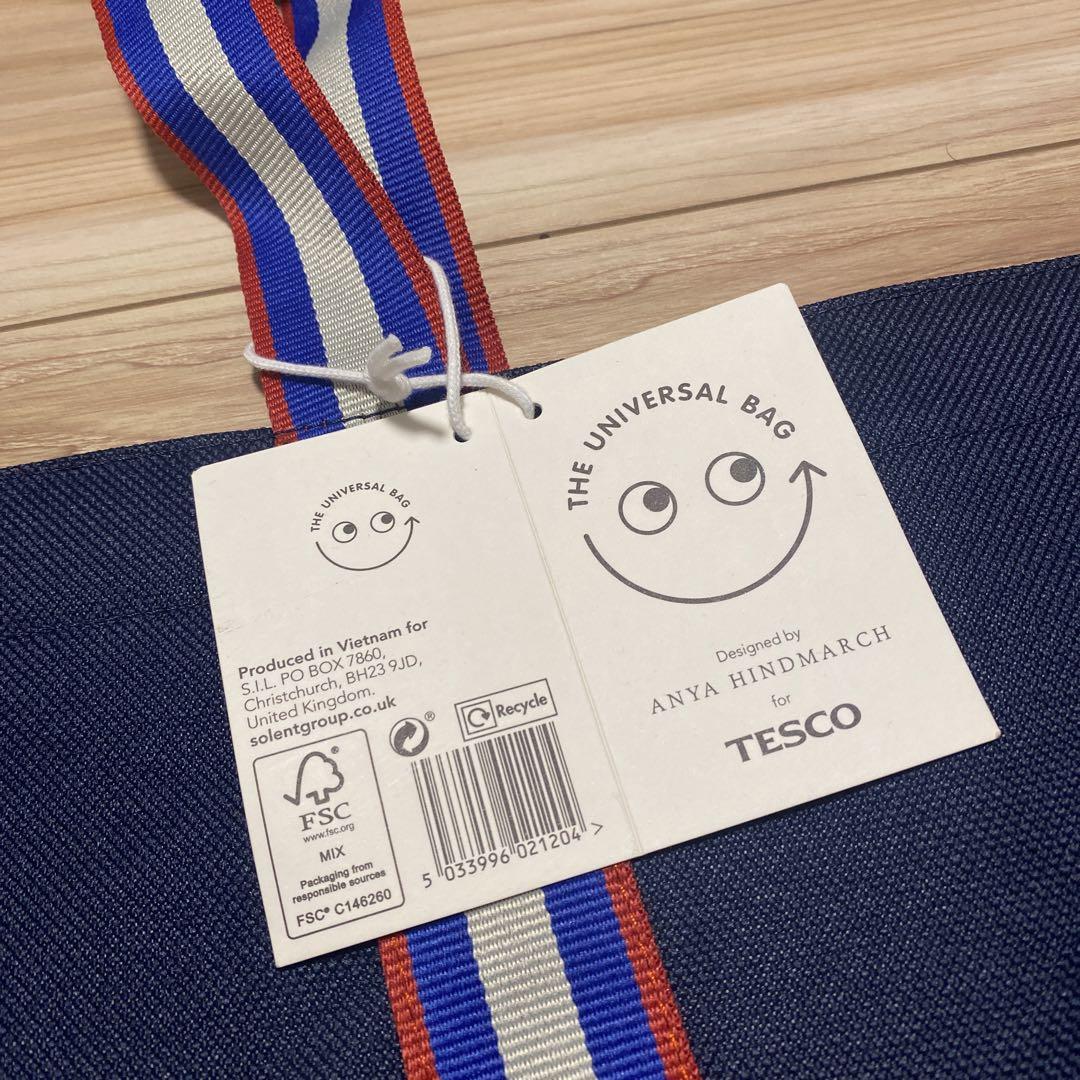 THE UNIVERSAL BAG
Produced in Vietnam for
S.I.L. PO BOX 7860,
Christchurch, BH23 9JD,
United Kingdom.
solentgroup.co.uk
®
FSC
www.fsc.org
MIX
Packaging from
responsible sources
FSC® C146260
®
Recycle
5 033996 021204 >
THE UNIVERSAL BAG
Designed by
ANYA HINDMARCH
for
TESCO